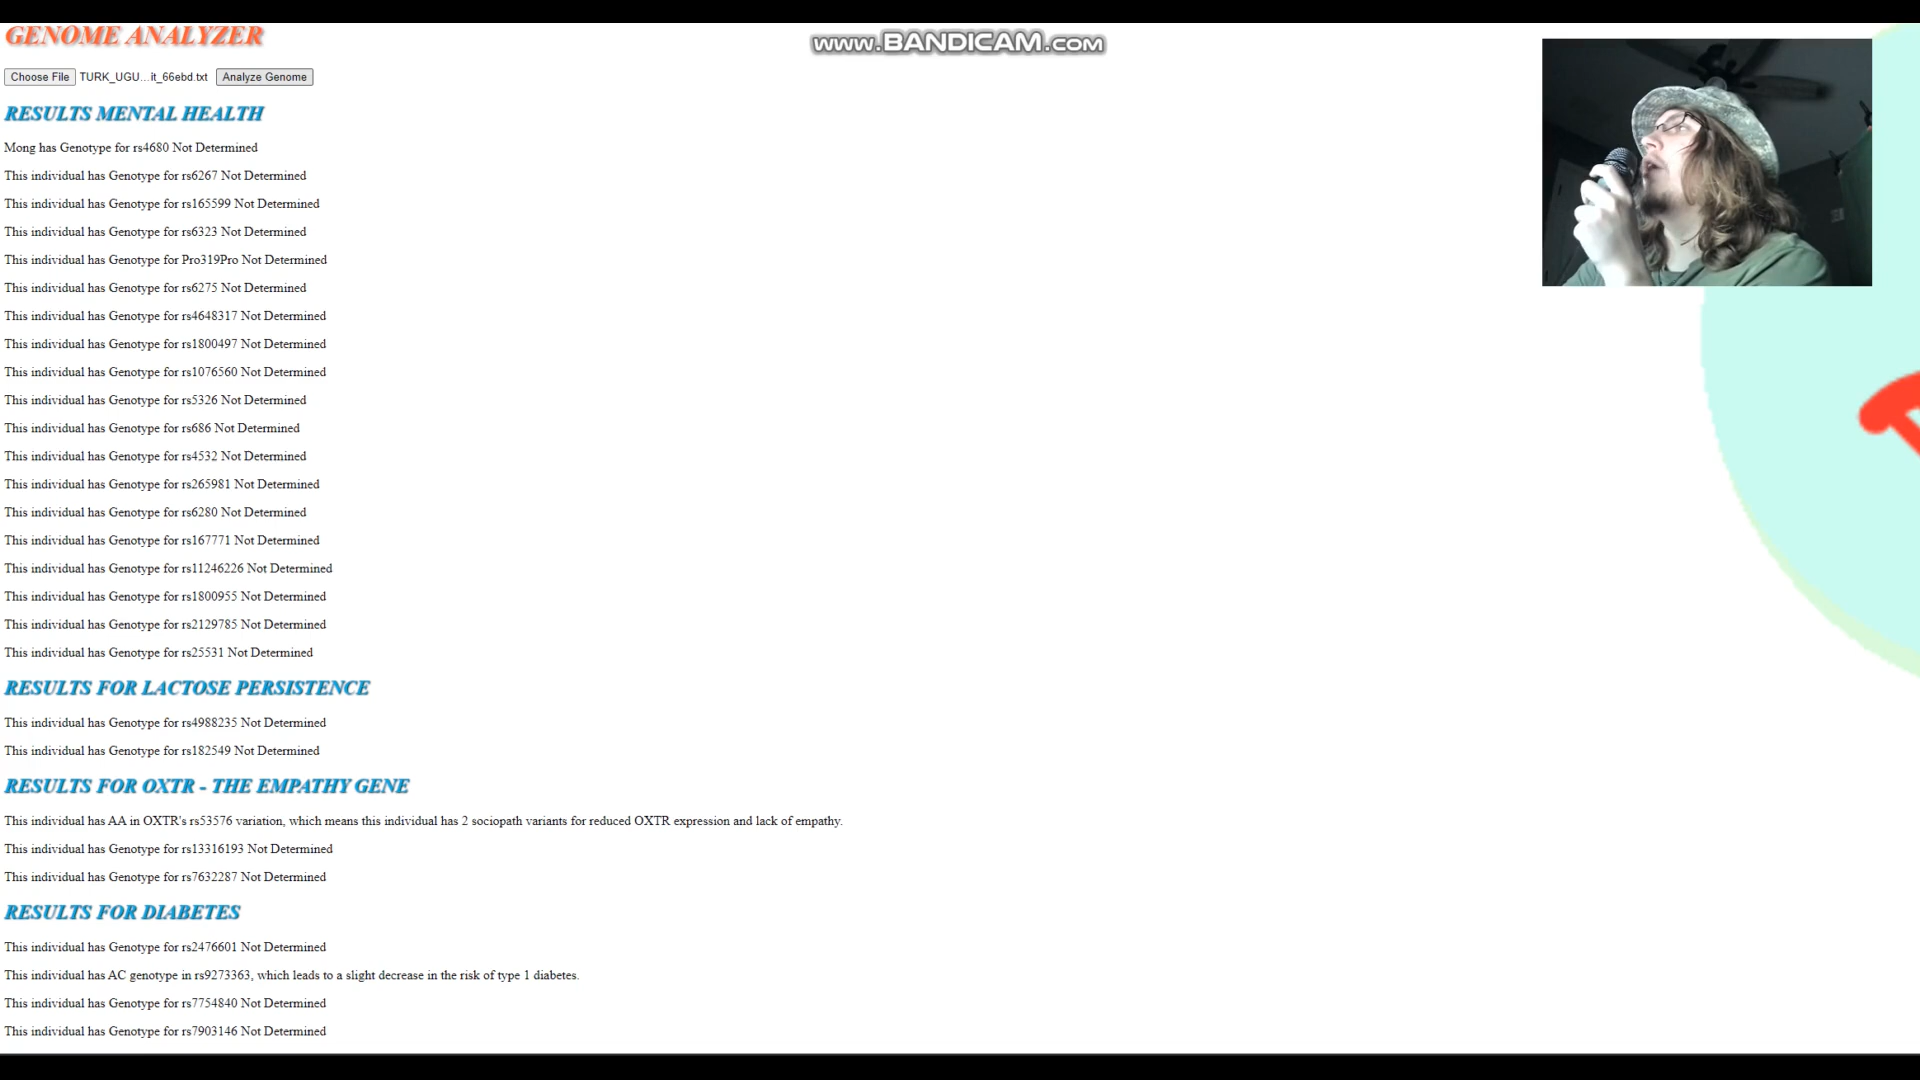 www.BANDICAM.com
GENOME ANALYZER
Choose File TURK_UGU...it_66ebd.txt Analyze Genome
RESULTS MENTAL HEALTH
Mong has Genotype for rs4680 Not Determined
This individual has Genotype for rs6267 Not Determined
This individual has Genotype for rs165599 Not Determined
This individual has Genotype for rs6323 Not Determined
This individual has Genotype for Pro319Pro Not Determined
This individual has Genotype for rs6275 Not Determined
This individual has Genotype for rs4648317 Not Determined
This individual has Genotype for rs1800497 Not Determined
This individual has Genotype for rs1076560 Not Determined
This individual has Genotype for rs5326 Not Determined
This individual has Genotype for rs686 Not Determined
This individual has Genotype for rs4532 Not Determined
This individual has Genotype for rs265981 Not Determined
This individual has Genotype for rs6280 Not Determined
This individual has Genotype for rs167771 Not Determined
This individual has Genotype for rs11246226 Not Determined
This individual has Genotype for rs1800955 Not Determined
This individual has Genotype for rs2129785 Not Determined
This individual has Genotype for rs25531 Not Determined
RESULTS FOR LACTOSE PERSISTENCE
This individual has Genotype for rs4988235 Not Determined
This individual has Genotype for rs182549 Not Determined
RESULTS FOR OXTR - THE EMPATHY GENE
This individual has AA in OXTR's rs53576 variation, which means this individual has 2 sociopath variants for reduced OXTR expression and lack of empathy.
This individual has Genotype for rs13316193 Not Determined
This individual has Genotype for rs7632287 Not Determined
RESULTS FOR DIABETES
This individual has Genotype for rs2476601 Not Determined
This individual has AC genotype in rs9273363, which leads to a slight decrease in the risk of type 1 diabetes.
This individual has Genotype for rs7754840 Not Determined
This individual has Genotype for rs7903146 Not Determined